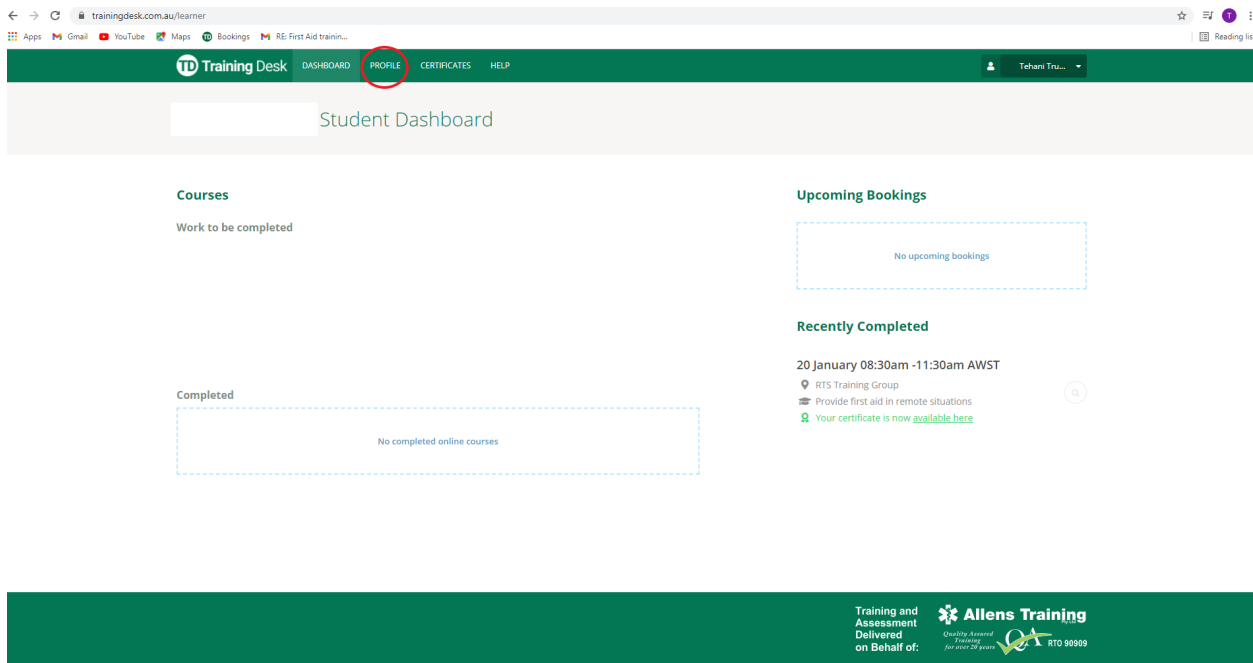 trainingdesk.com.au/learner
Apps Gmail YouTube Maps Bookings RE: First Aid trainin... Reading lis
TD Training Desk DASHBOARD PROFILE CERTIFICATES HELP Tehani Tru...
Student Dashboard
Courses
Work to be completed
Completed
No completed online courses
Upcoming Bookings
No upcoming bookings
Recently Completed
20 January 08:30am -11:30am AWST
RTS Training Group
Provide first aid in remote situations
Your certificate is now available here
Training and
Assessment
Delivered
on Behalf of:
Allens Training
Pty Ltd
Quality Assured
Training
for over 20 years
QA
RTO 90909